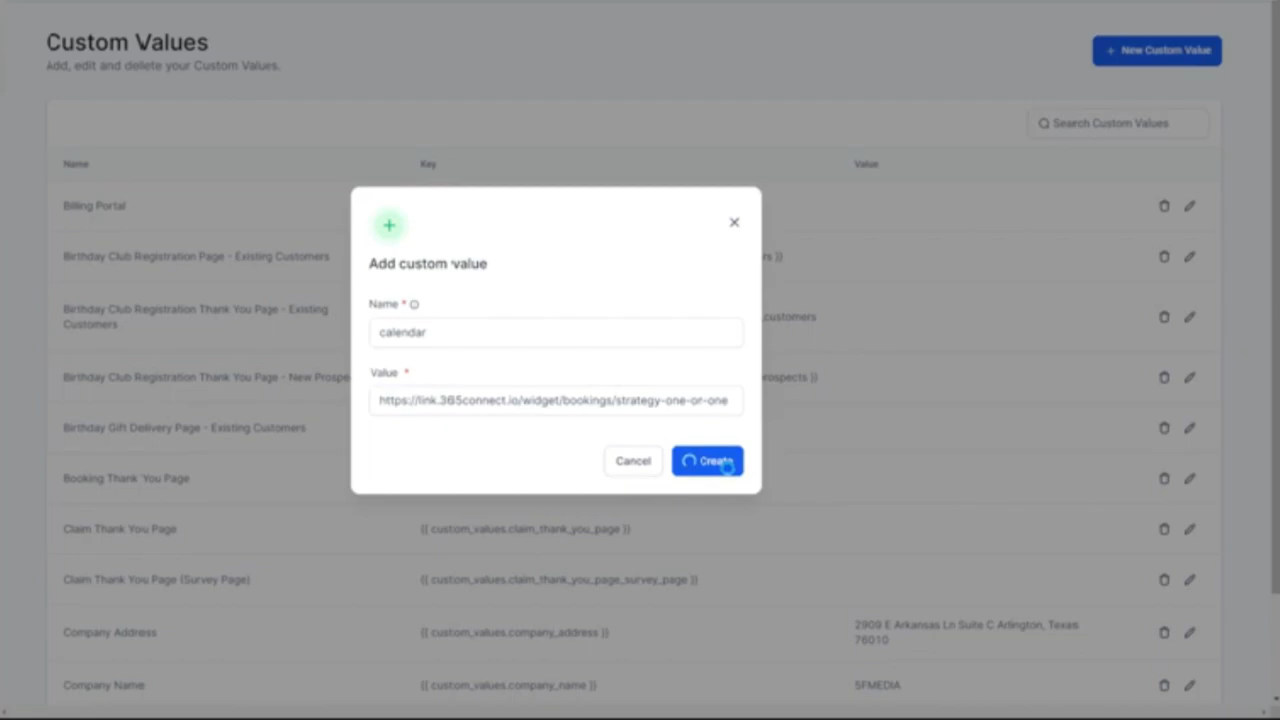 Custom Values
Add, edit and delete your Custom Values.
+ New Custom Value
Search Custom Values
Name Key Value
Billing Portal
Birthday Club Registration Page - Existing Customers
rs }}
Birthday Club Registration Thank You Page - Existing
Customers
customers
Birthday Club Registration Thank You Page - New Prospe
rospects }}
Birthday Gift Delivery Page - Existing Customers
Booking Thank You Page
Claim Thank You Page {{ custom_values.claim_thank_you_page }}
Claim Thank You Page (Survey Page) {{ custom_values.claim_thank_you_page_survey_page }}
Company Address {{ custom_values.company_address }} 2909 E Arkansas Ln Suite C Arlington, Texas
76010
Company Name {{ custom_values.company_name }} 5FMEDIA
Add custom value
Name *
calendar
Value *
https://link.365connect.io/widget/bookings/strategy-one-or-one
Cancel Create